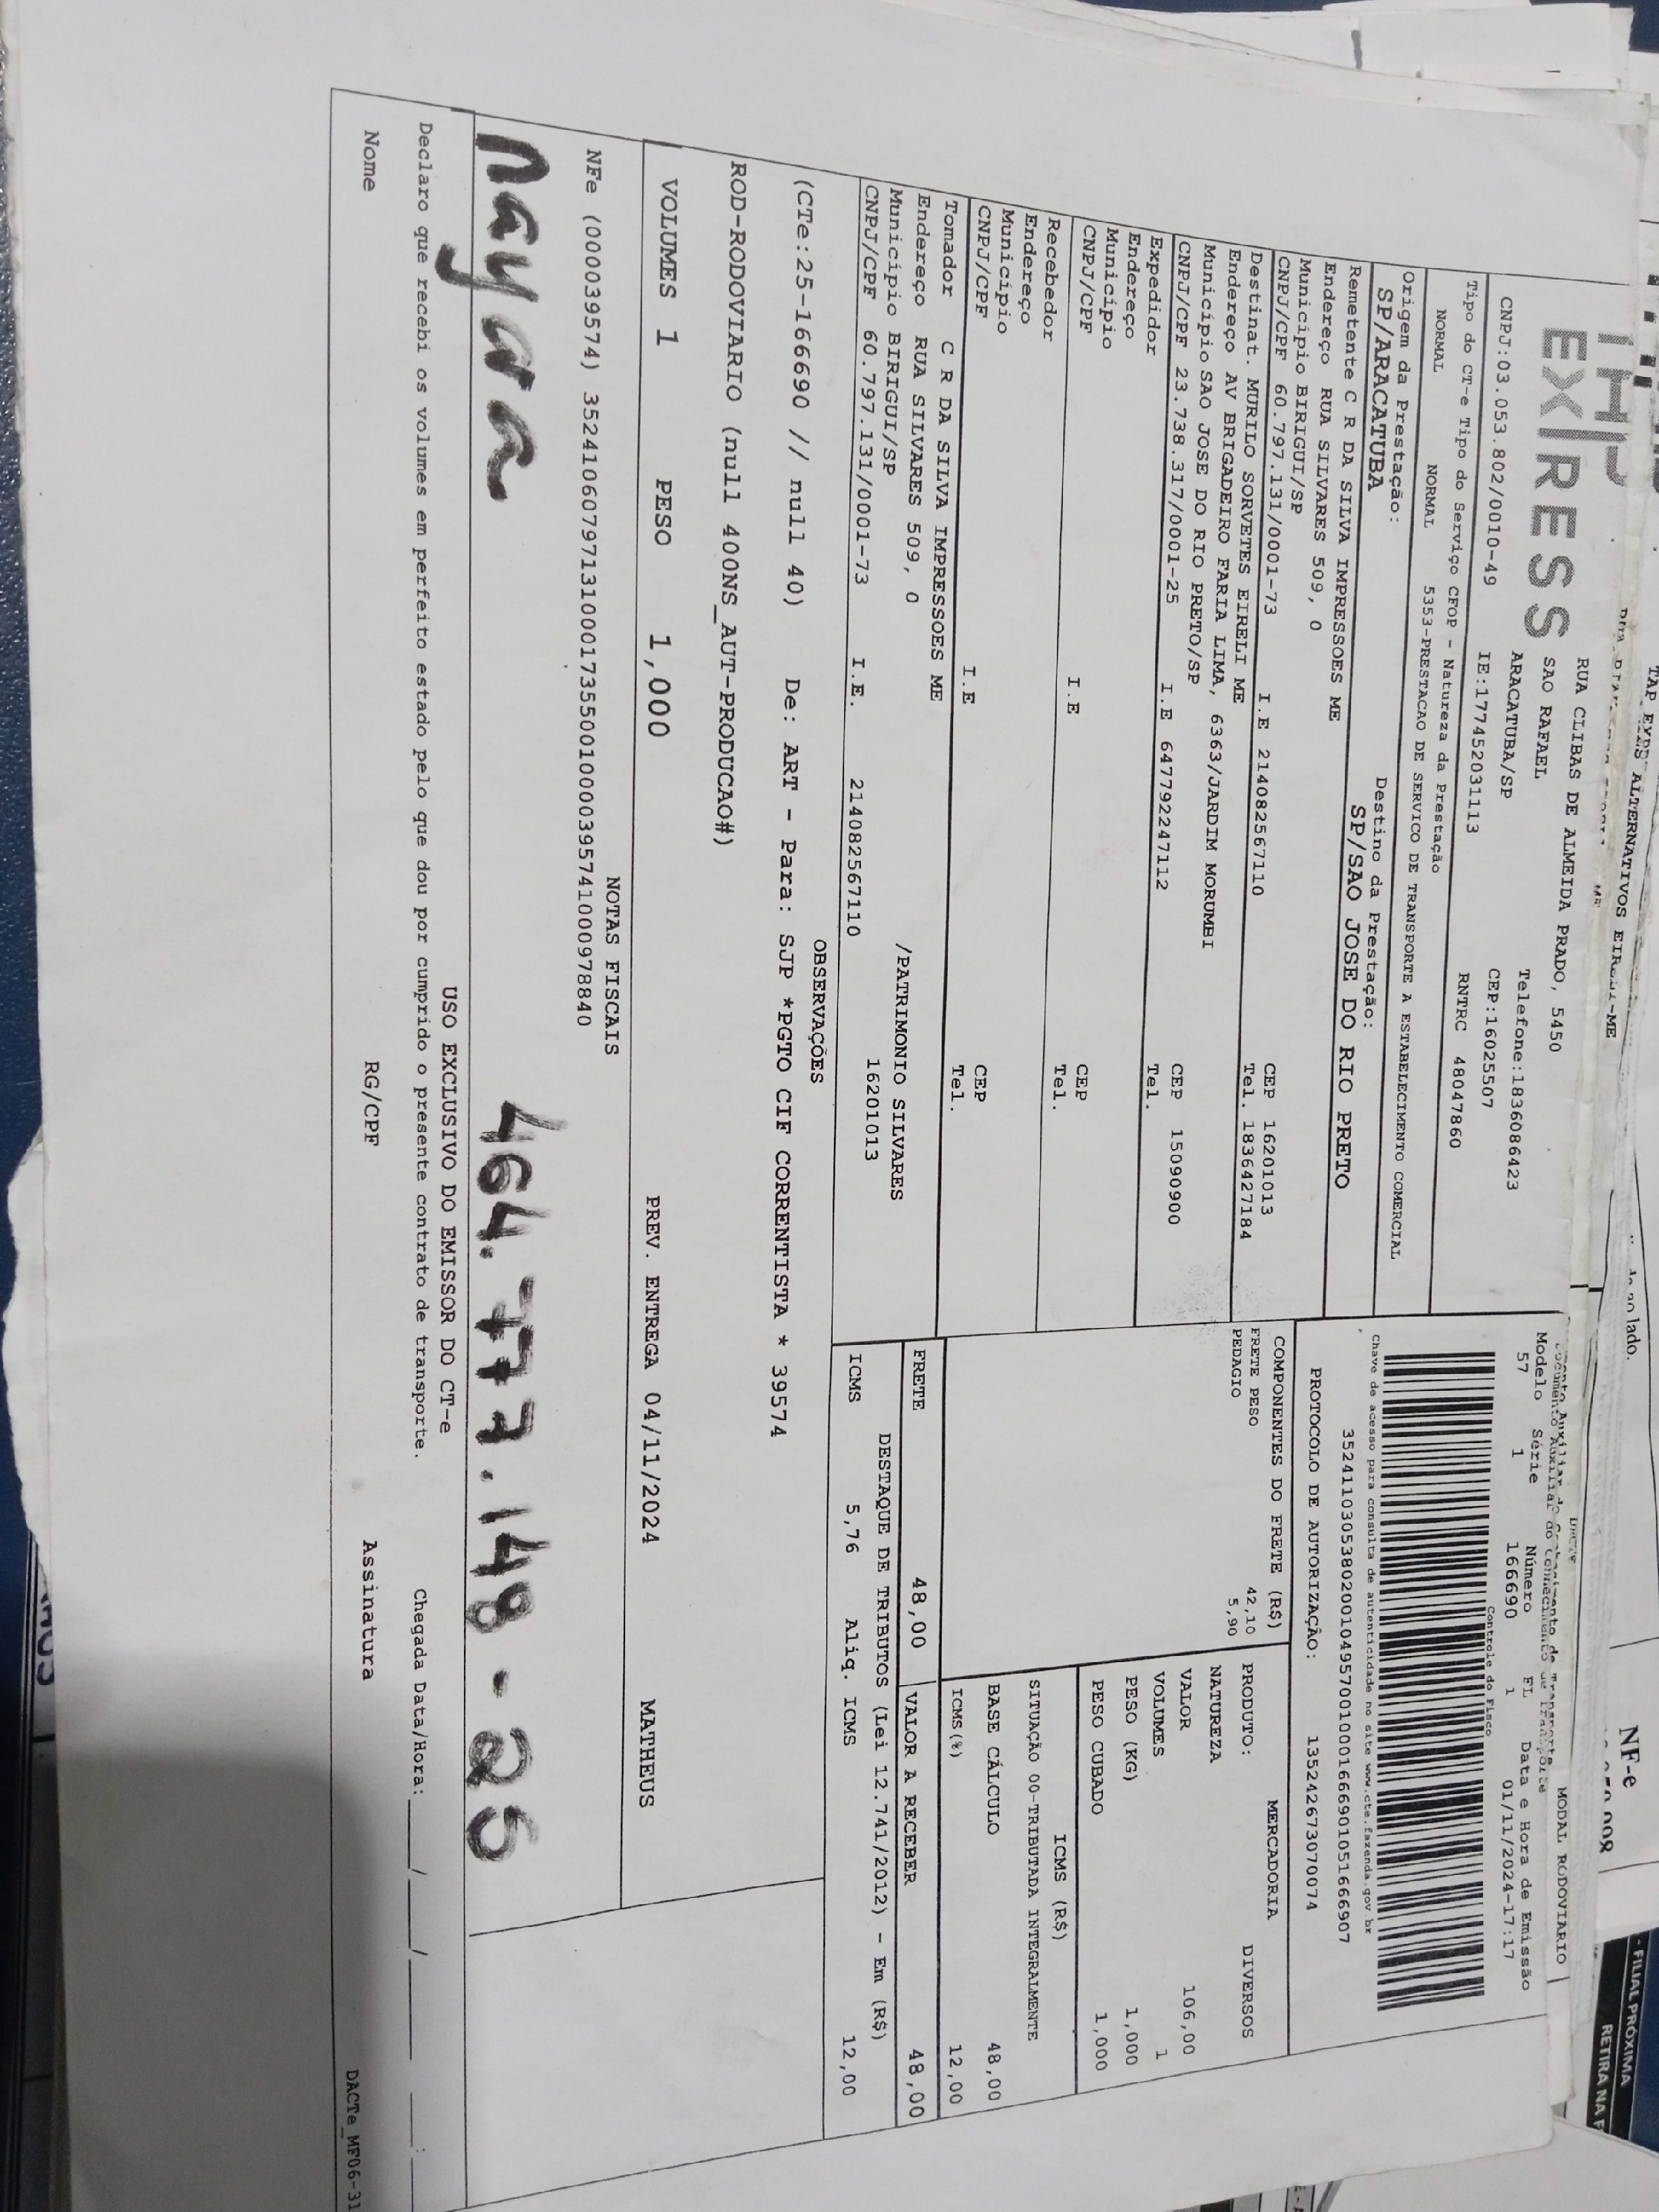 EXPRESS
RUA CLIBAS DE ALMEIDA PRADO, 5450
SAO RAFAEL
ARACATUBA/SP
Telefone:1836086423
CEP:16025507
CNPJ:03.053.802/0010-49 IE:177452031113 RNTRC 48047860
Tipo do CT-e Tipo do Serviço CFOP - Natureza da Prestação
NORMAL NORMAL 5353-PRESTACAO DE SERVICO DE TRANSPORTE A ESTABELECIMENTO COMERCIAL
Origem da Prestação: Destino da Prestação:
SP/ARACATUBA SP/SAO JOSE DO RIO PRETO
Remetente C R DA SILVA IMPRESSOES ME
Endereço RUA SILVARES 509, 0
Município BIRIGUI/SP CEP 16201013
CNPJ/CPF 60.797.131/0001-73 I.E 214082567110 Tel. 1836427184
Destinat. MURILO SORVETES EIRELI ME
Endereço AV BRIGADEIRO FARIA LIMA, 6363/JARDIM MORUMBI
Município SAO JOSE DO RIO PRETO/SP CEP 15090900
CNPJ/CPF 23.738.317/0001-25 I.E 647792247112 Tel.
Expedidor
Endereço
Município CEP
CNPJ/CPF I.E Tel.
Recebedor
Endereço
Município CEP
CNPJ/CPF I.E Tel.
Tomador C R DA SILVA IMPRESSOES ME
Endereço RUA SILVARES 509, 0 /PATRIMONIO SILVARES
Município BIRIGUI/SP 16201013
CNPJ/CPF 60.797.131/0001-73 I.E. 214082567110
MODAL RODOVIARIO
Modelo Série Número FL Data e Hora de Emissão
57 1 166690 1 01/11/2024-17:17
Controle do Fisco
Chave de acesso para consulta de autenticidade no site www.cte.fazenda.gov.br
35241103053802001049570010001666901051666907
PROTOCOLO DE AUTORIZAÇÃO: 135242673070074
COMPONENTES DO FRETE (R$)
FRETE PESO 42,10
PEDAGIO 5,90
MERCADORIA
PRODUTO: DIVERSOS
NATUREZA
VALOR 106,00
VOLUMES 1
PESO (KG) 1,000
PESO CUBADO 1,000
ICMS (R$)
SITUAÇÃO 00-TRIBUTADA INTEGRALMENTE
BASE CÁLCULO 48,00
ICMS(%) 12,00
FRETE 48,00 VALOR A RECEBER 48,00
DESTAQUE DE TRIBUTOS (Lei 12.741/2012) - Em (R$)
ICMS 5,76 Aliq. ICMS 12,00
OBSERVAÇÕES
(CTe:25-166690 // null 40) De: ART - Para: SJP *PGTO CIF CORRENTISTA * 39574
ROD-RODOVIARIO (null 400NS_AUT-PRODUCAO#)
VOLUMES 1 PESO 1,000 PREV. ENTREGA 04/11/2024 MATHEUS
NOTAS FISCAIS
NFe (000039574) 35241060797131000173550010000395741000978840
nayara 464.777.148-25
USO EXCLUSIVO DO EMISSOR DO CT-e
Declaro que recebi os volumes em perfeito estado pelo que dou por cumprido o presente contrato de transporte. Chegada Data/Hora:____/____/____ ___:___
Nome RG/CPF Assinatura
DACTe_MF06-31
ALTERNATIVOS
ao lado.
NF-e
- FILIAL PRÓXIMA
RETIRA NA F